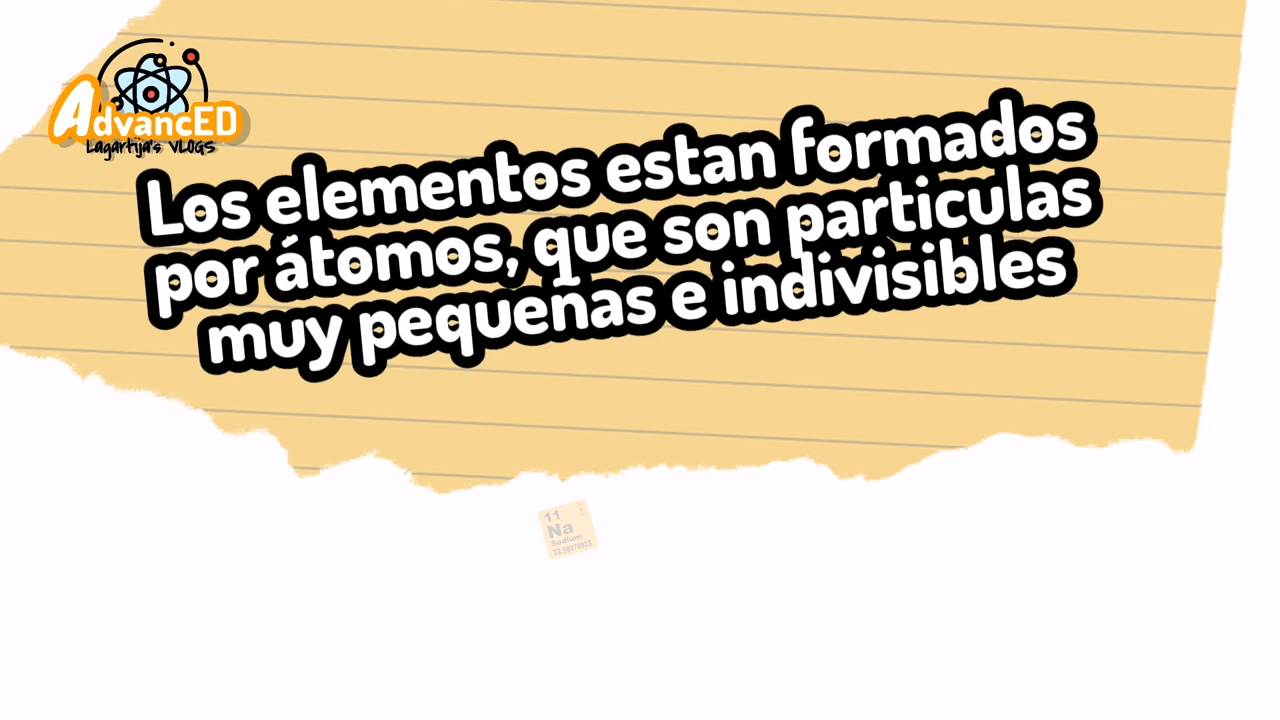 AdvancED
Lagartija's VLOGS
Los elementos estan formados
por átomos, que son particulas
muy pequeñas e indivisibles
11
Na
Sodium